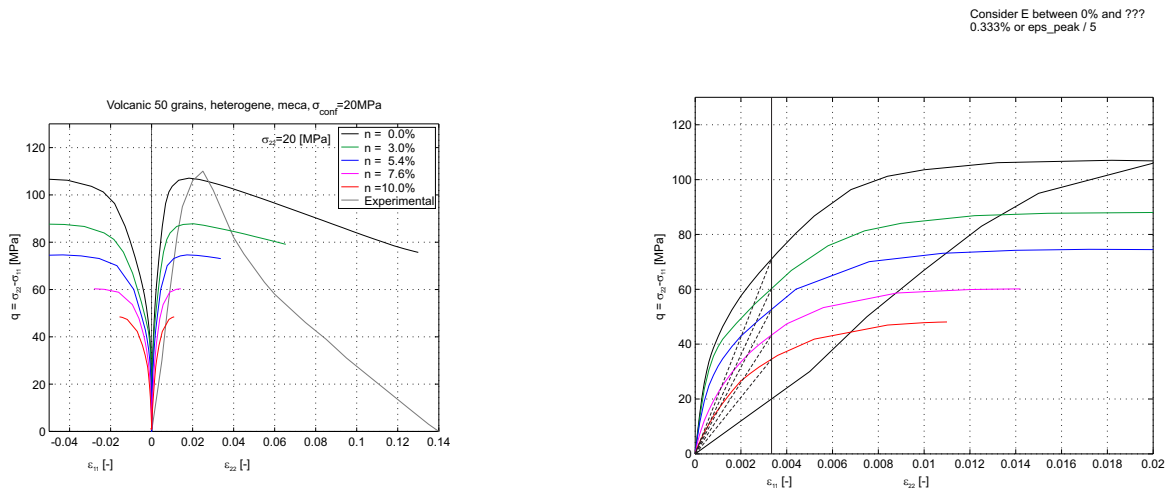 Consider E between 0% and ???
0.333% or eps_peak / 5
Volcanic 50 grains, heterogene, meca, σconf=20MPa
σ22=20 [MPa]
n = 0.0%
n = 3.0%
n = 5.4%
n = 7.6%
n =10.0%
Experimental
q = σ22-σ11 [MPa]
120
100
80
60
40
20
0
-0.04 -0.02 0 0.02 0.04 0.06 0.08 0.1 0.12 0.14
ε11 [-] ε22 [-]
q = σ22-σ11 [MPa]
120
100
80
60
40
20
0
0 0.002 0.004 0.006 0.008 0.01 0.012 0.014 0.016 0.018 0.02
ε11 [-] ε22 [-]